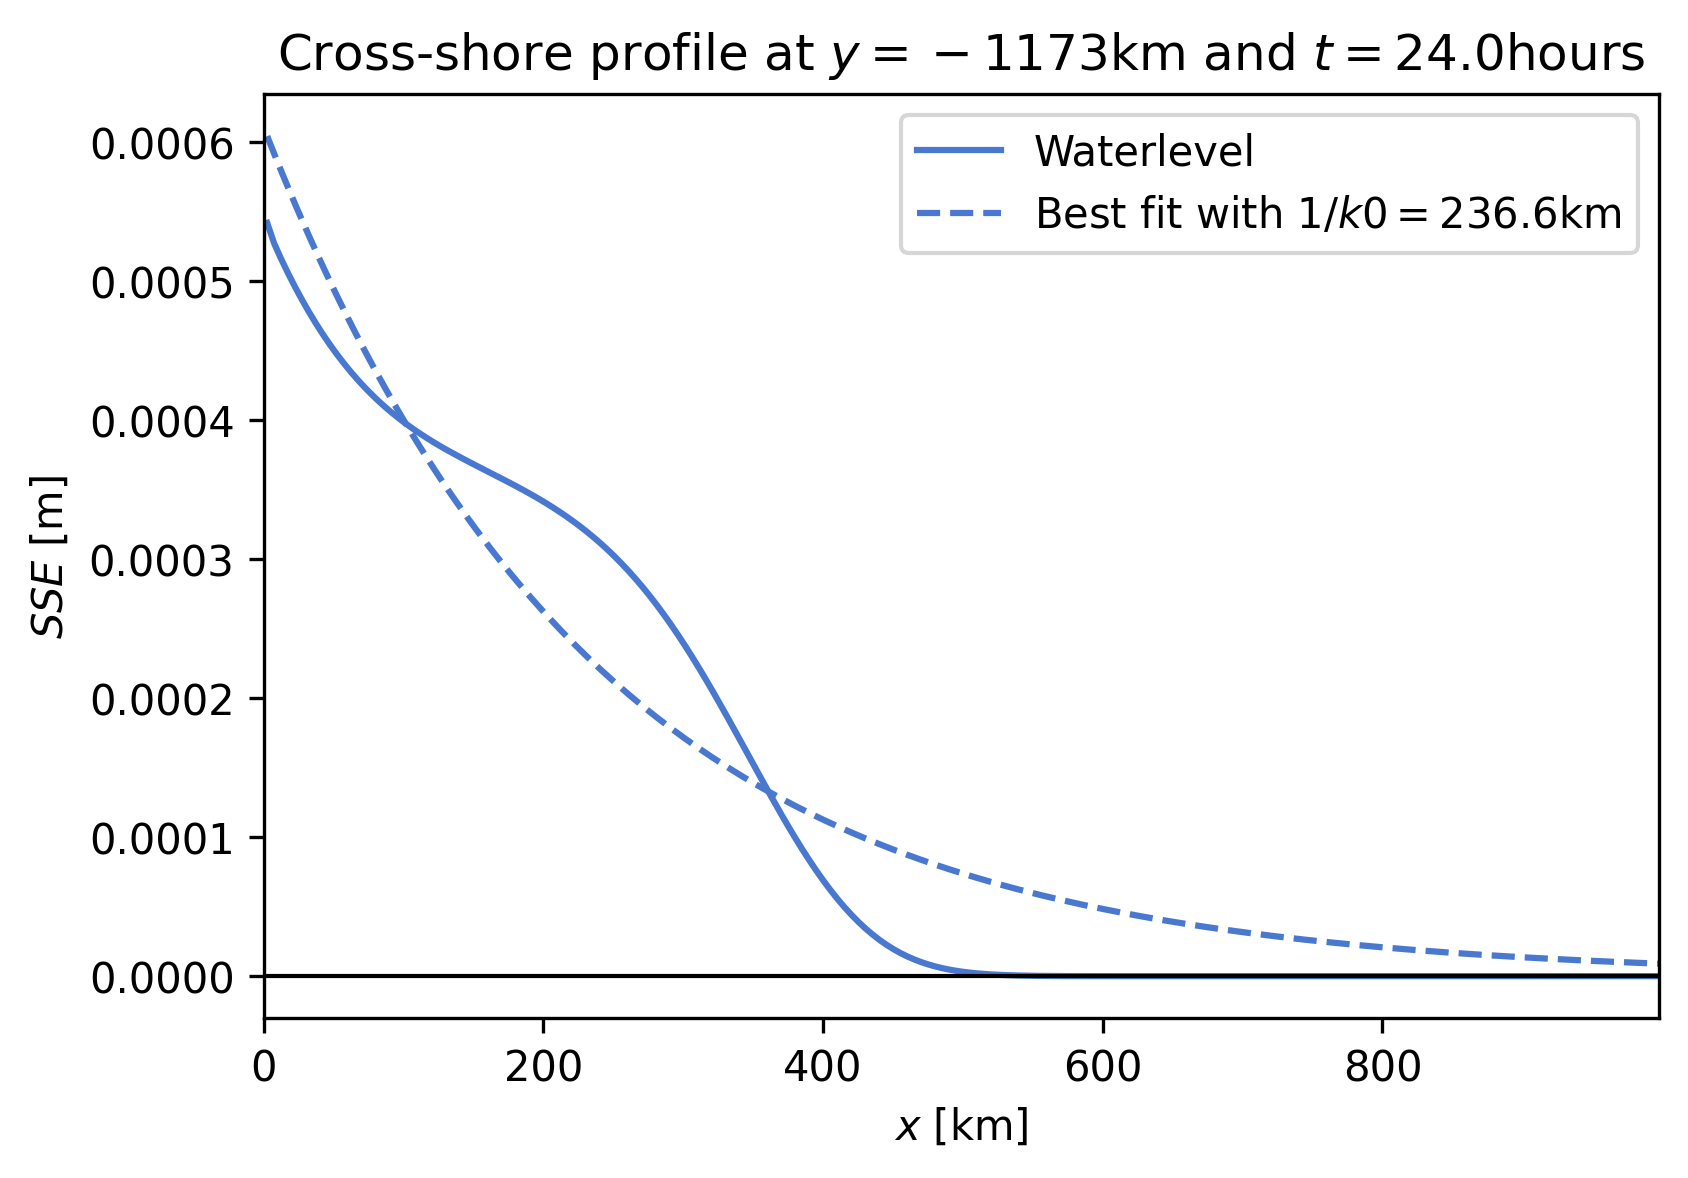 Cross-shore profile at y = −1173km and t = 24.0hours
Waterlevel
Best fit with 1/k0 = 236.6km
SSE [m]
0.0006
0.0005
0.0004
0.0003
0.0002
0.0001
0.0000
0 200 400 600 800
x [km]